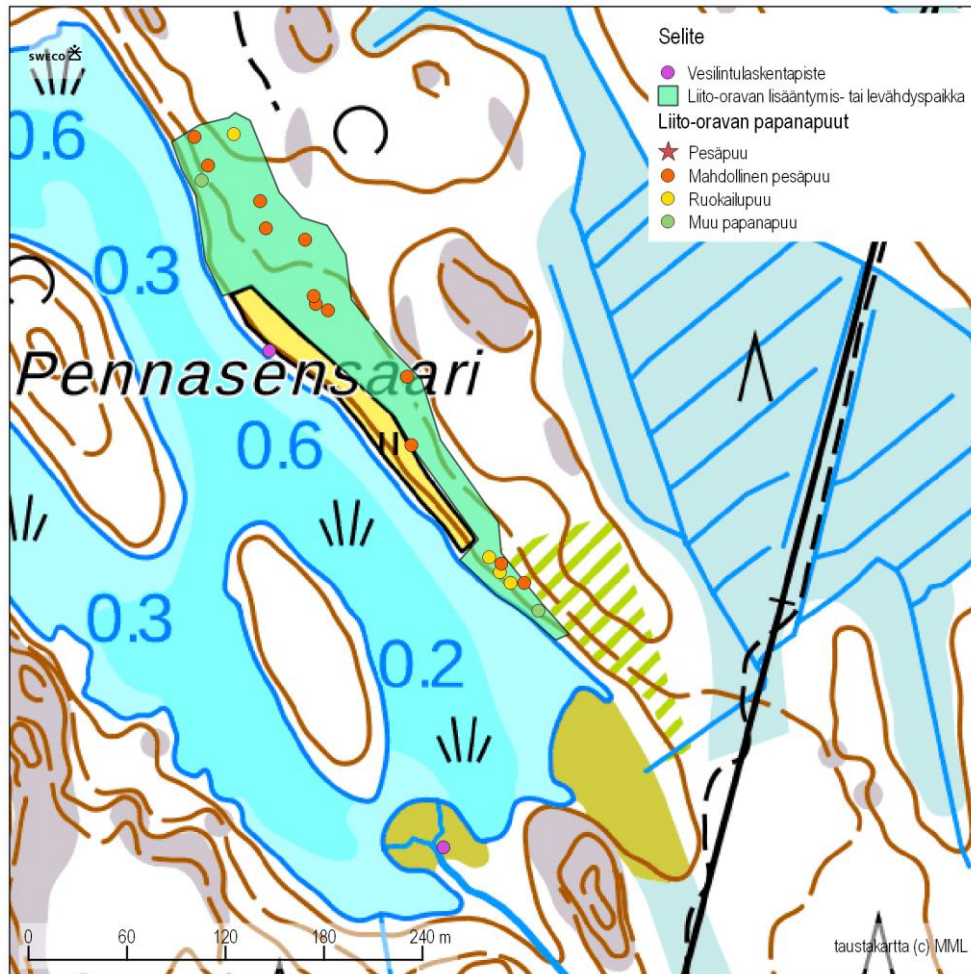 SWECO
Selite
Vesilintulaskentapiste
Liito-oravan lisääntymis- tai levähdyspaikka
Liito-oravan papanapuut
Pesäpuu
Mahdollinen pesäpuu
Ruokailupuu
Muu papanapuu
0.6
0.3
Pennasensaari
0.6
0.3
0.2
0 60 120 180 240 m
taustakartta (c) MML